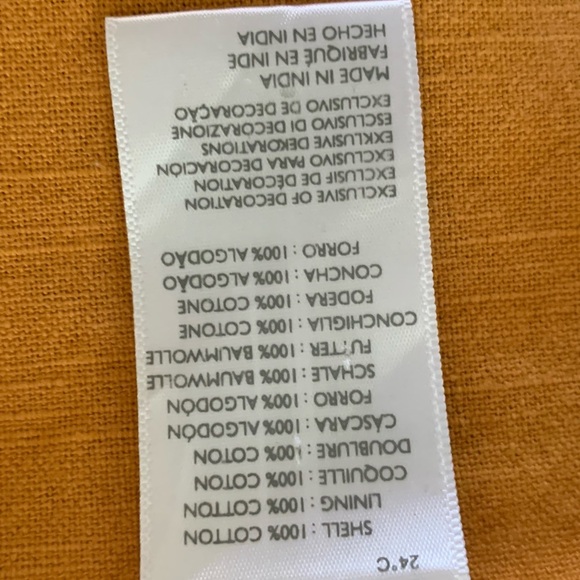 24°C
SHELL : 100% COTTON
LINING : 100% COTTON
COQUILLE : 100% COTON
DOUBLURE : 100% COTON
CÁSCARA : 100% ALGODÓN
FORRO : 100% ALGODÓN
SCHALE : 100% BAUMWOLLE
FUTTER : 100% BAUMWOLLE
CONCHIGLIA : 100% COTONE
FODERA : 100% COTONE
CONCHA : 100% ALGODÃO
FORRO : 100% ALGODÃO
EXCLUSIVE OF DECORATION
EXCLUSIF DE DÉCORATION
EXCLUSIVO PARA DECORACIÓN
EXKLUSIVE DEKORATIONS
ESCLUSIVO DI DECORAZIONE
EXCLUSIVO DE DECORAÇÃO
MADE IN INDIA
FABRIQUÉ EN INDE
HECHO EN INDIA